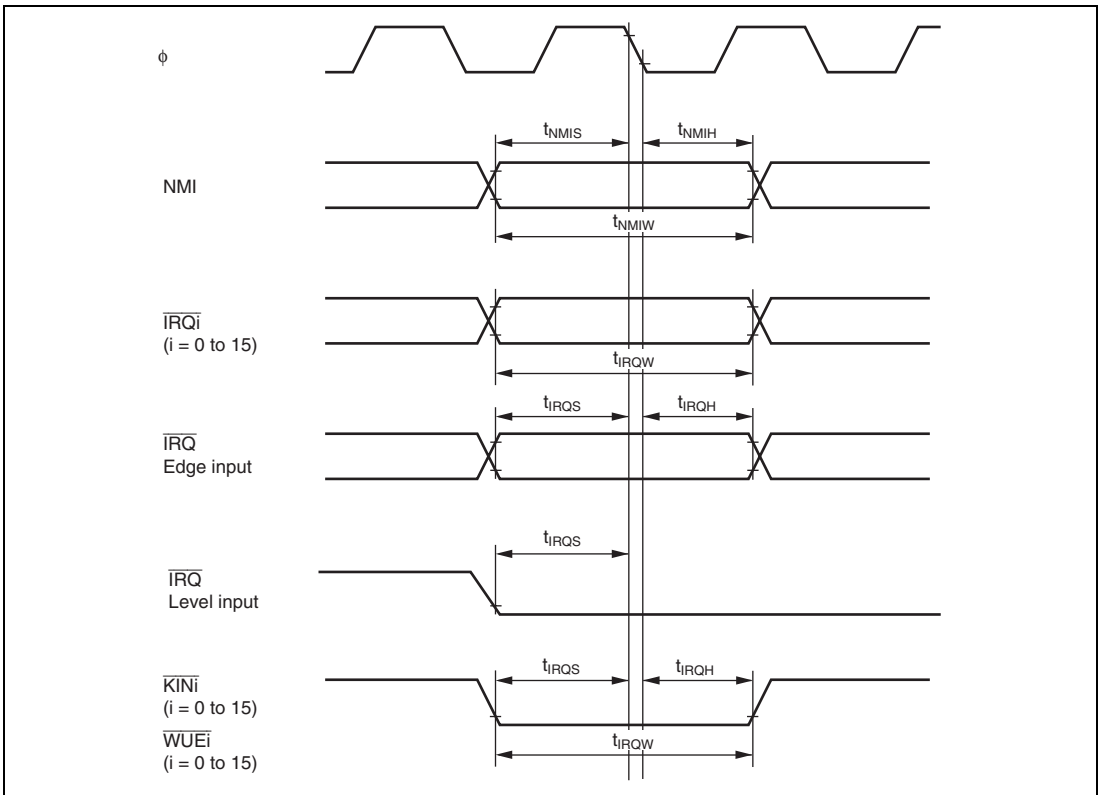 φ
tNMIS tNMIH
NMI
tNMIW
IRQi
(i = 0 to 15)
tIRQW
tIRQS tIRQH
IRQ
Edge input
tIRQS
IRQ
Level input
tIRQS tIRQH
KINi
(i = 0 to 15)
WUEi
(i = 0 to 15)
tIRQW